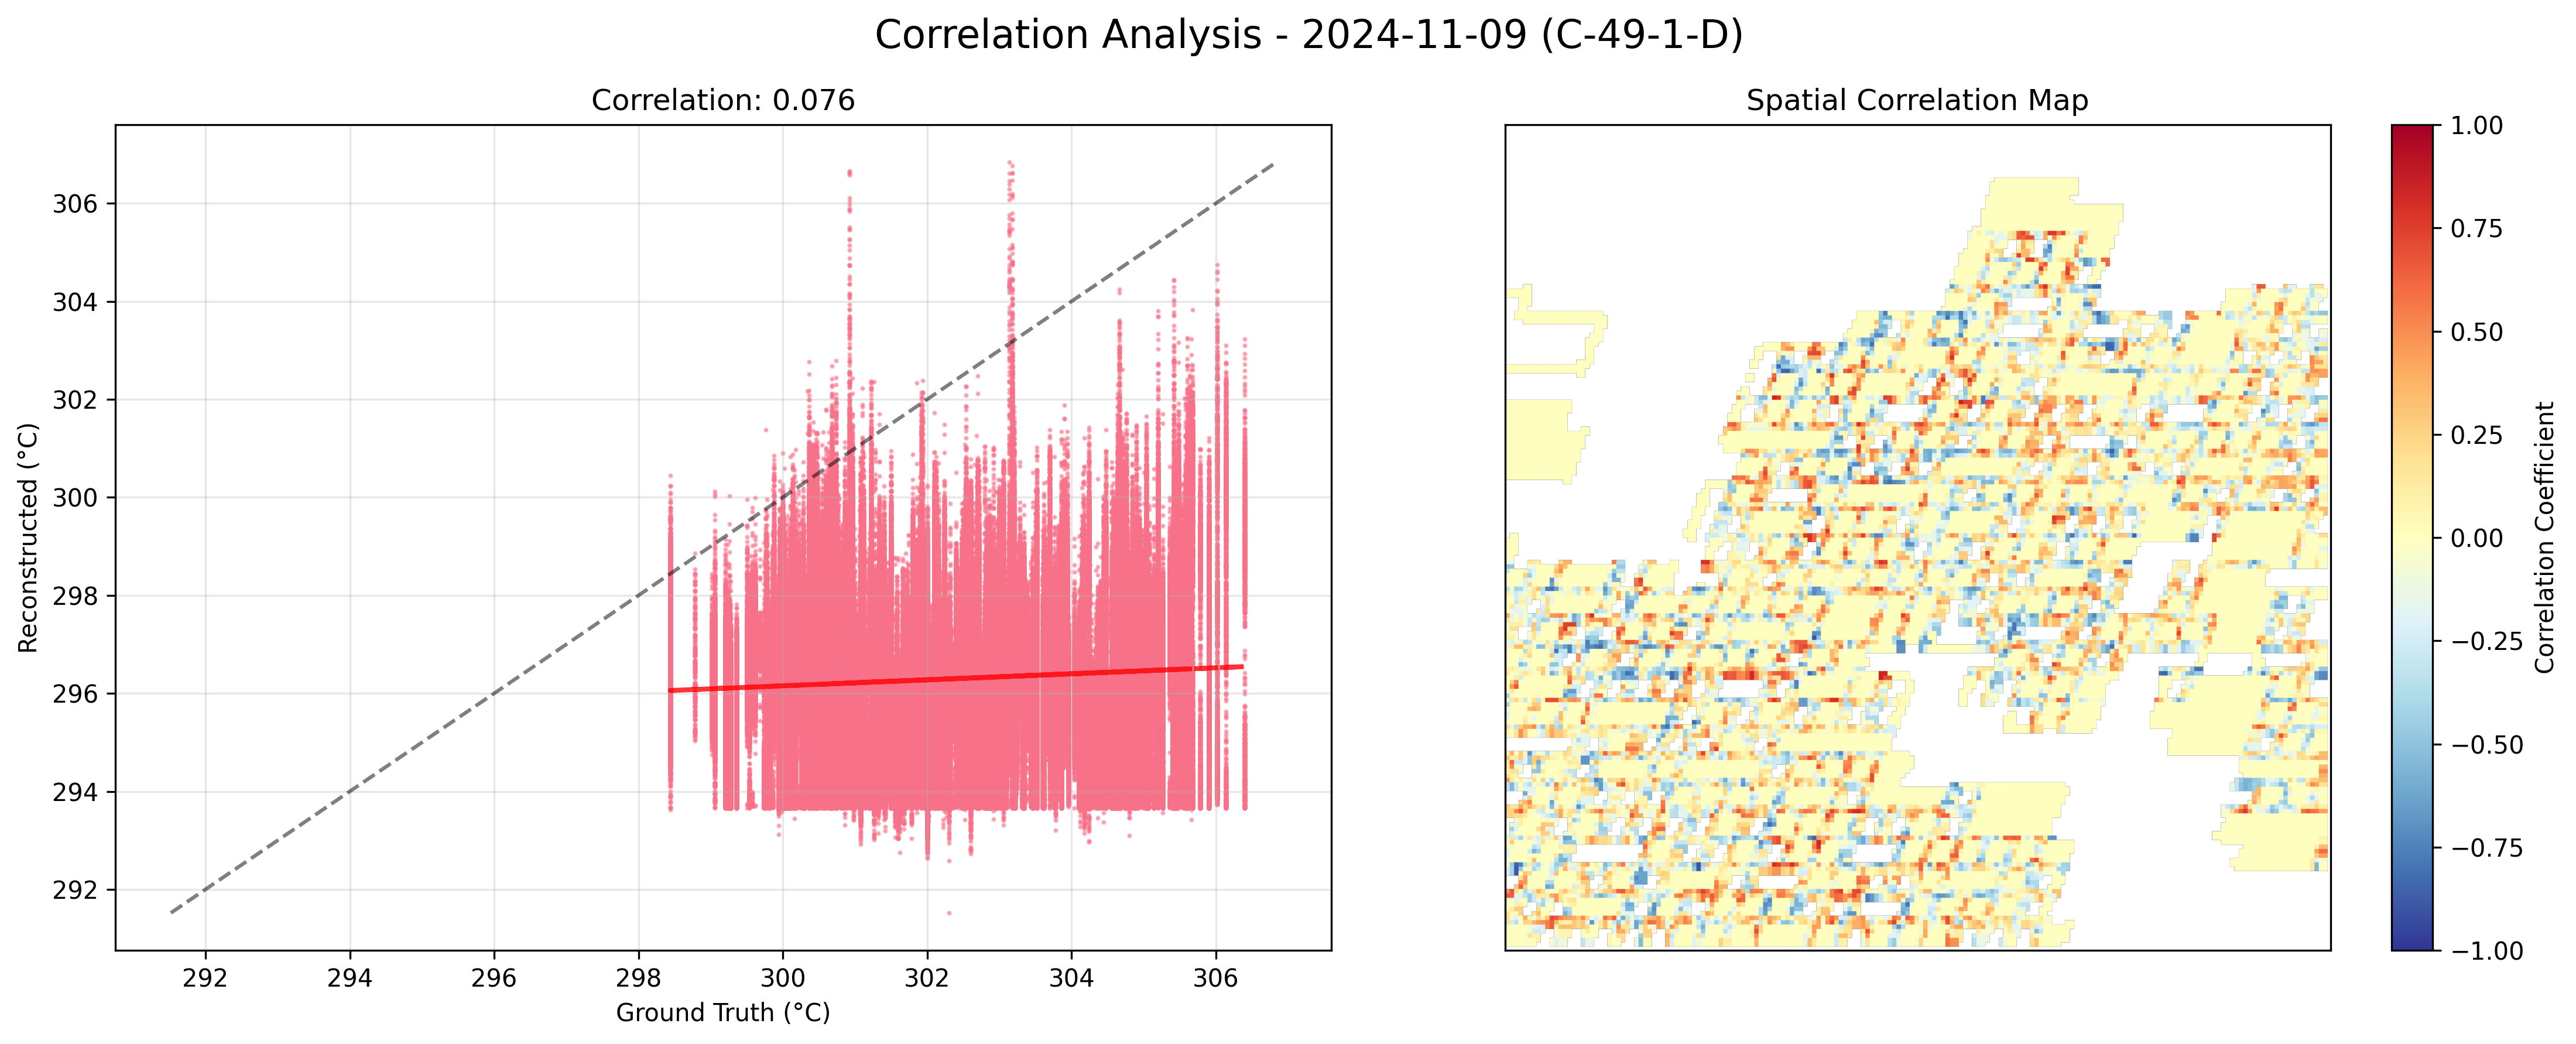 Correlation Analysis - 2024-11-09 (C-49-1-D)
Correlation: 0.076
306
304
302
300
298
296
294
292
Reconstructed (°C)
292 294 296 298 300 302 304 306
Ground Truth (°C)
Spatial Correlation Map
1.00
0.75
0.50
0.25
0.00
−0.25
−0.50
−0.75
−1.00
Correlation Coefficient